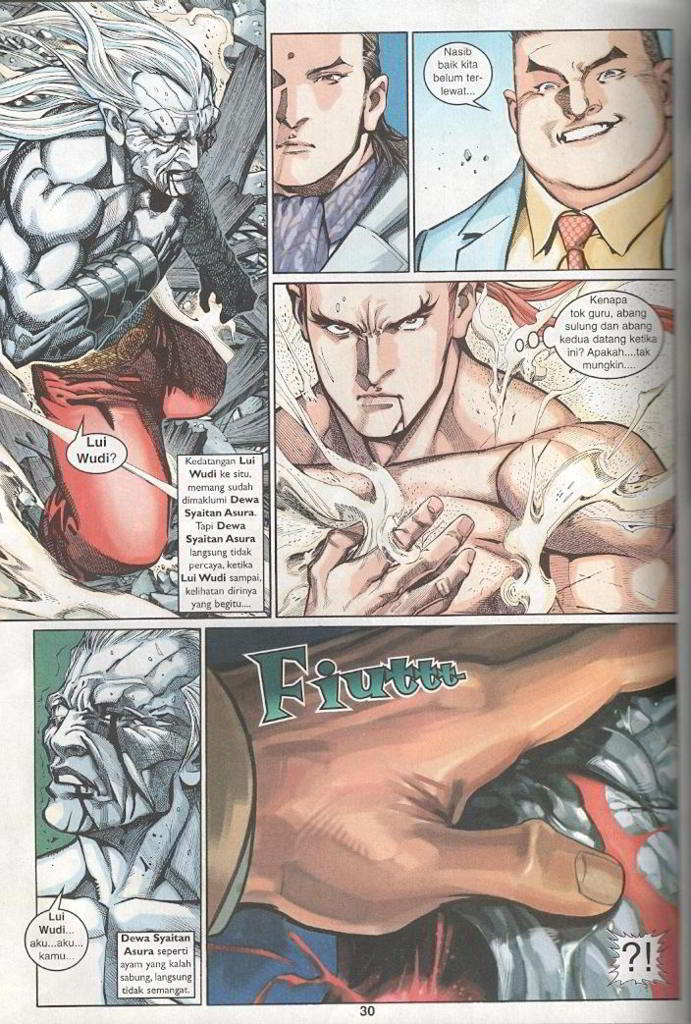 Nasib
baik kita
belum ter-
lewat...
Lui
Wudi?
Kedatangan Lui
Wudi ke situ,
memang sudah
dimaklumi Dewa
Syaitan Asura.
Tapi Dewa
Syaitan Asura
langsung tidak
percaya, ketika
Lui Wudi sampai,
kelihatan dirinya
yang begitu....
Kenapa
tok guru, abang
sulung dan abang
kedua datang ketika
ini? Apakah....tak
mungkin....
Lui
Wudi...
aku...aku...
kamu...
Dewa Syaitan
Asura seperti
ayam yang kalah
sabung, langsung
tidak semangat.
Fiuttt
?!
30